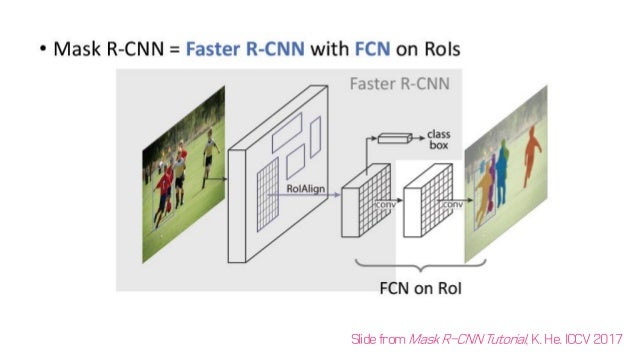 • Mask R-CNN = Faster R-CNN with FCN on RoIs
Faster R-CNN
class
box
RoIAlign
conv
conv
FCN on RoI
Slide from Mask R-CNN Tutorial, K. He. ICCV 2017